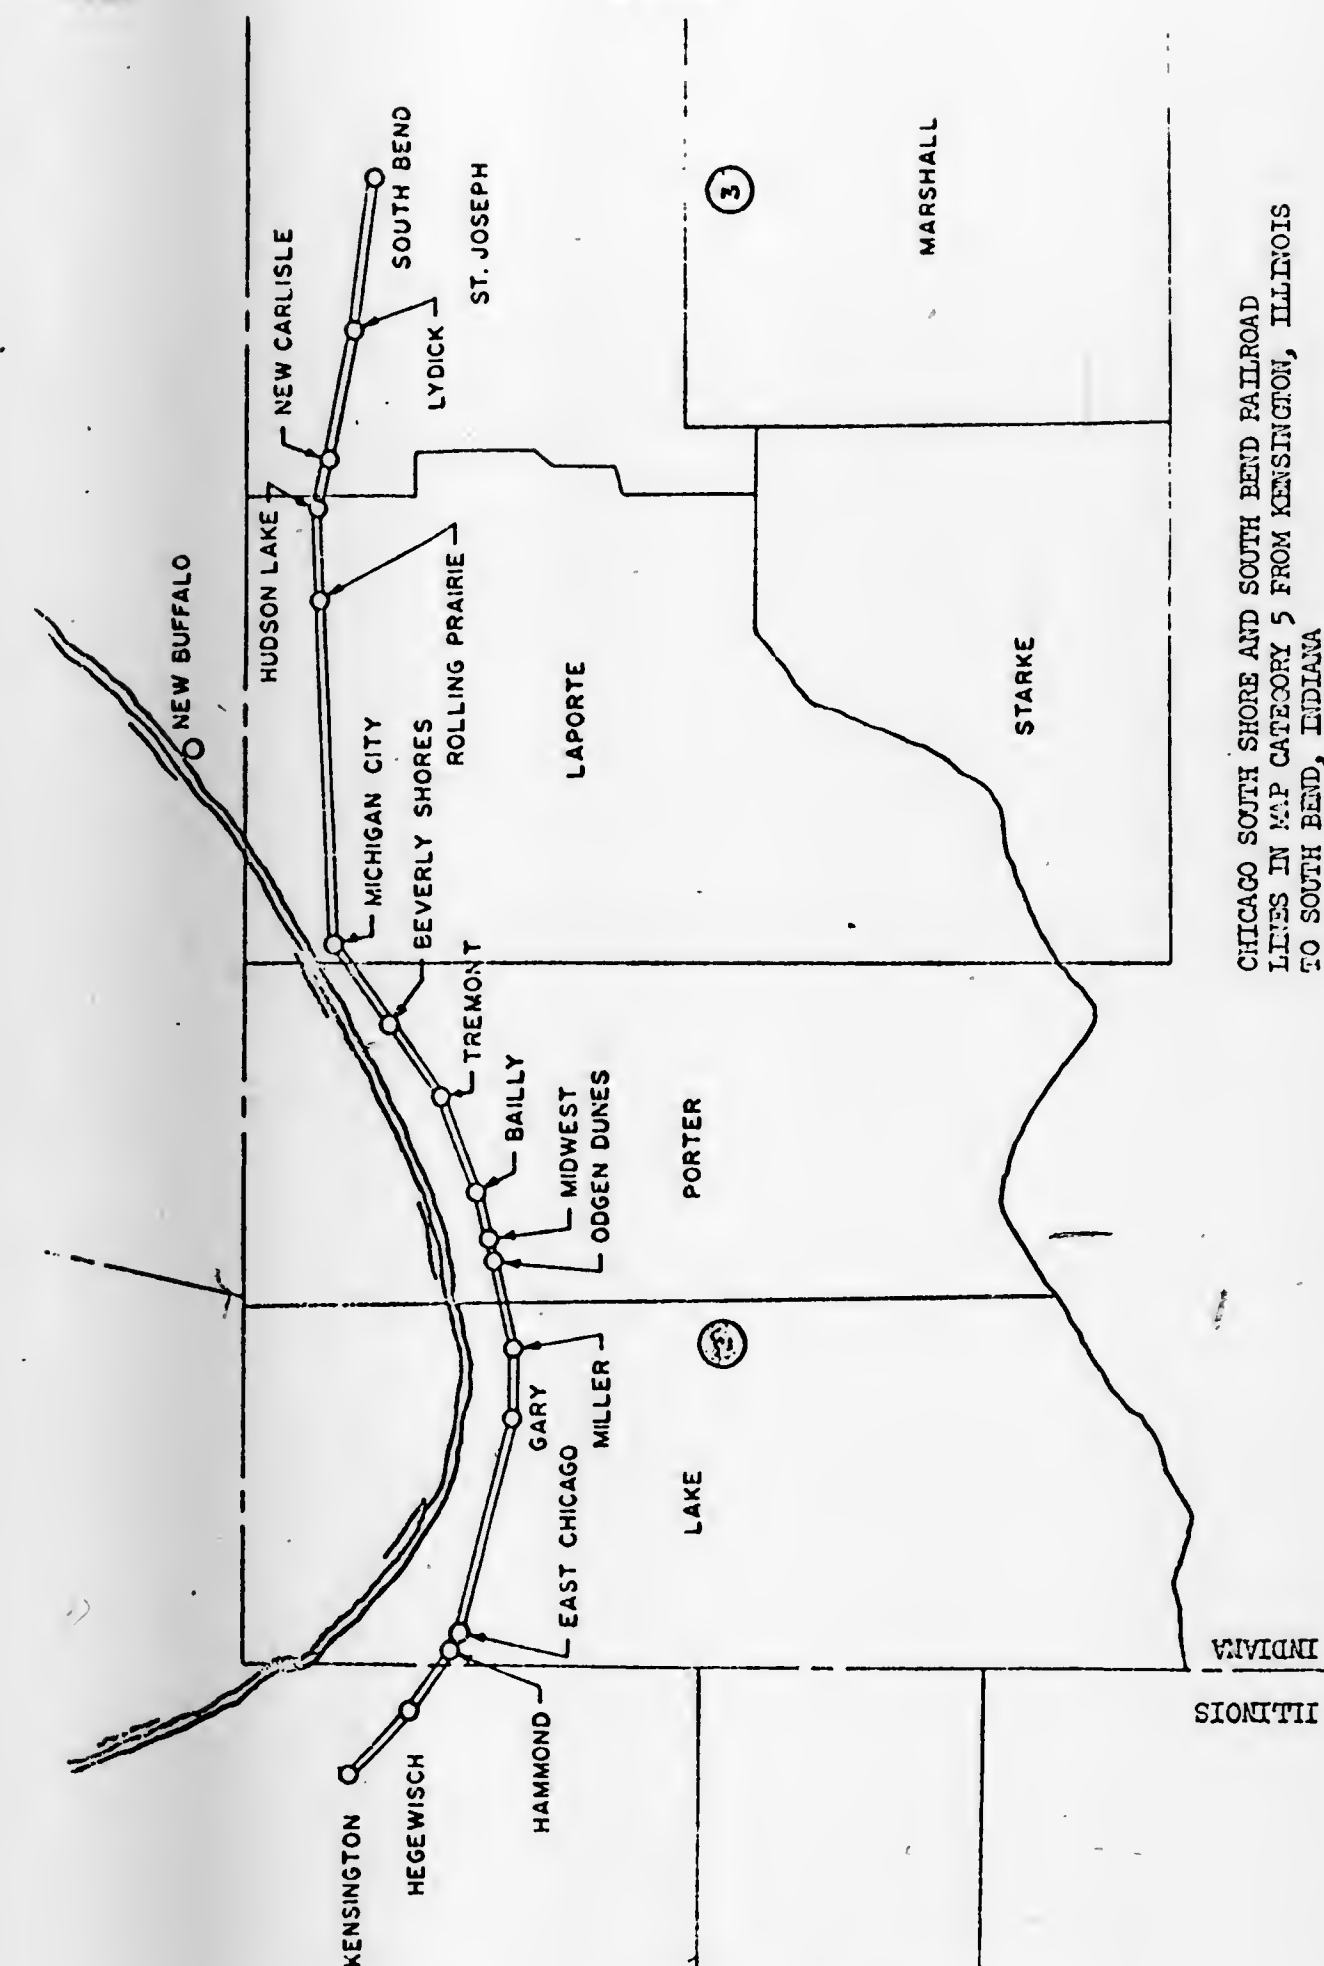 NEW BUFFALO
HUDSON LAKE
NEW CARLISLE
SOUTH BEND
LYDICK
ST. JOSEPH
ROLLING PRAIRIE
MICHIGAN CITY
BEVERLY SHORES
TREMONT
BAILLY
MIDWEST
ODGEN DUNES
MILLER
GARY
EAST CHICAGO
HAMMOND
HEGEWISCH
KENSINGTON
LAKE
PORTER
LAPORTE
STARKE
MARSHALL
3
ILLINOIS
INDIANA
CHICAGO SOUTH SHORE AND SOUTH BEND RAILROAD
LINES IN MAP CATEGORY 5 FROM KENSINGTON, ILLINOIS
TO SOUTH BEND, INDIANA